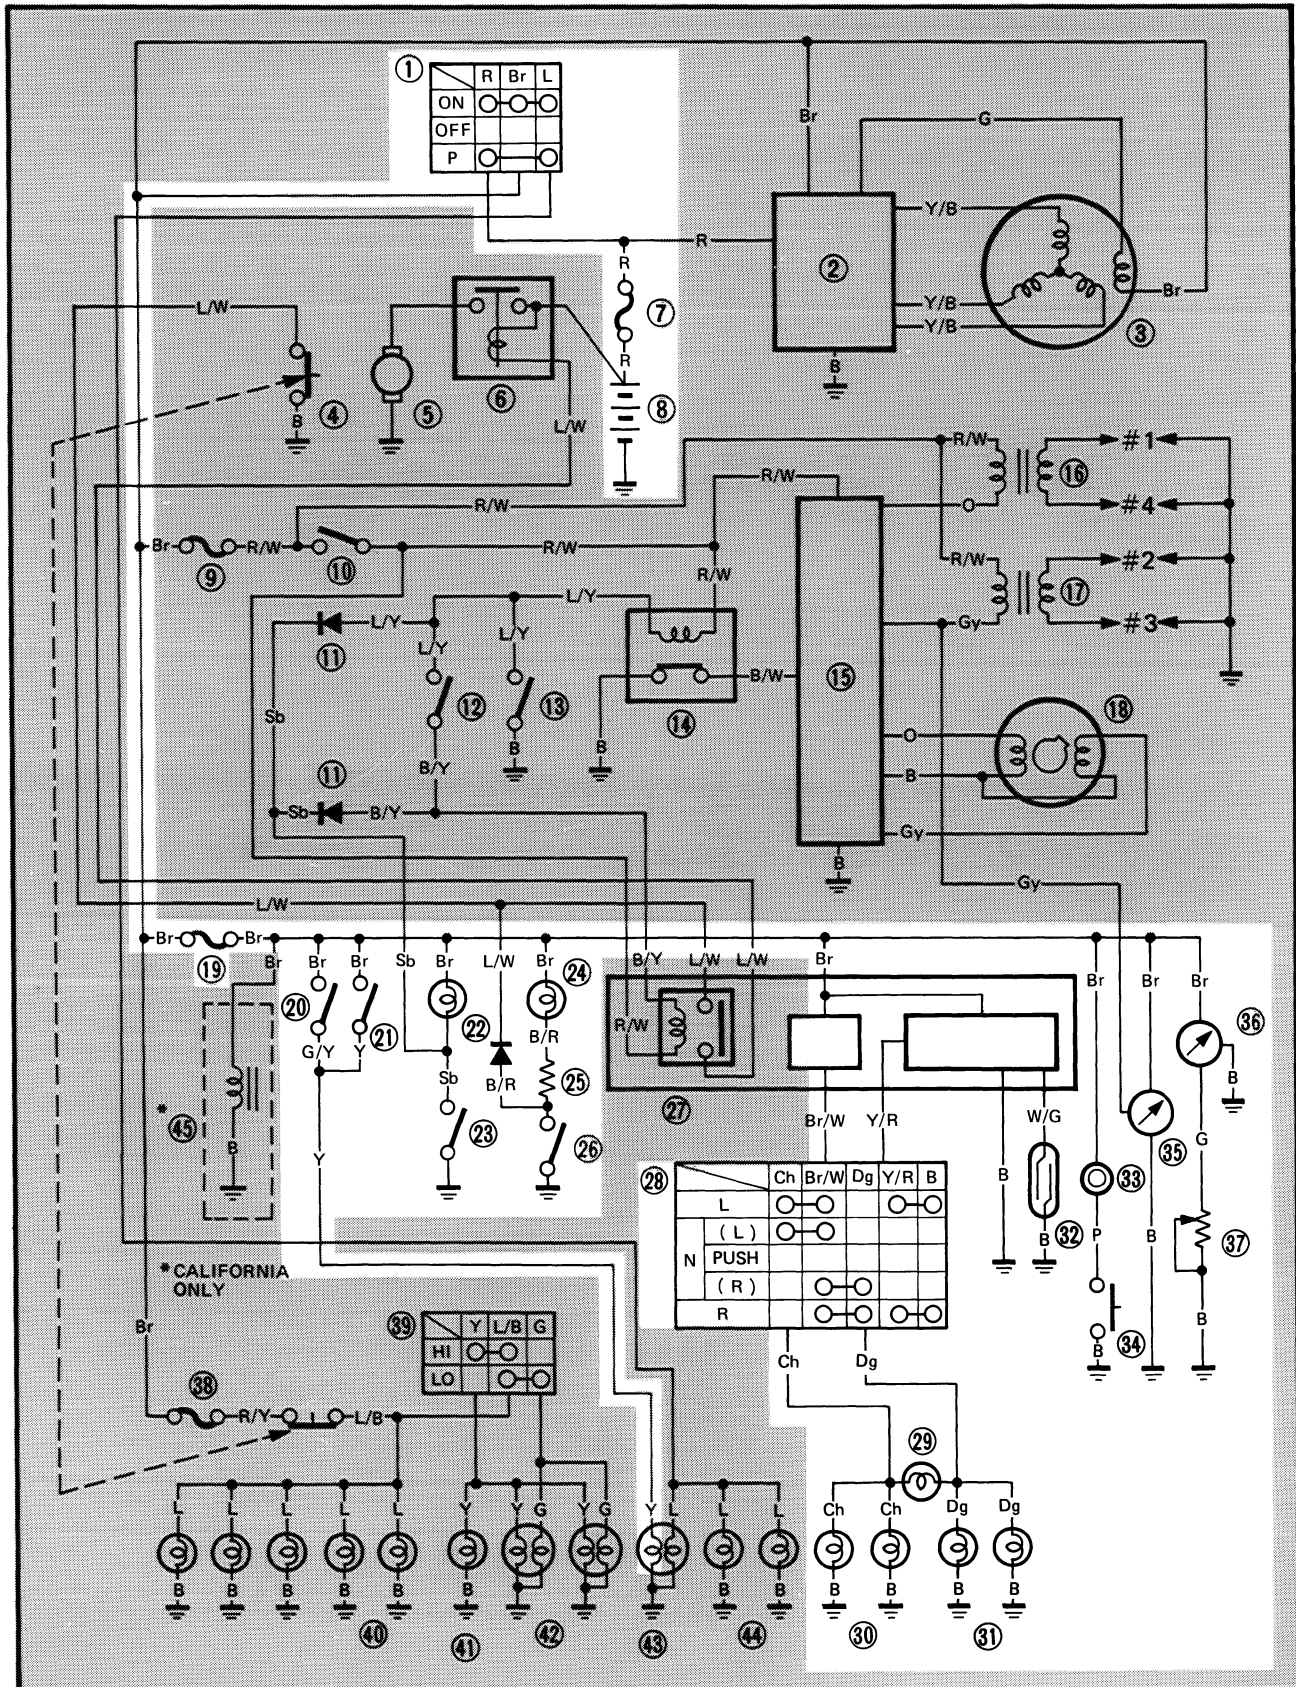 ① R Br L
ON
OFF
P
Br
G
Y/B
②
R
R
Y/B
Y/B
Br
③
L/W
⑦
R
B
④
⑤
⑥
⑧
B
L/W
R/W
#1
⑯
R/W
R/W
O
#4
Br
R/W
R/W
⑨
⑩
R/W
R/W
#2
⑰
L/Y
L/Y
L/Y
L/Y
Gy
#3
⑪
⑫
⑬
B/W
⑮
⑭
⑱
Sb
O
B
B
B/Y
B
⑪
Sb
B/Y
Gy
B
Gy
L/W
Br
Br
⑲
Br
Br
Br
Sb
Br
L/W
Br
㉔
B/Y
L/W
L/W
Br
Br
Br
Br
⑳
㉒
㊱
G/Y
Y
㉑
B/R
R/W
B/R
㉕
B
Sb
* ㊺
㉓
㉖
㉗
Br/W
Y/R
W/G
㉟
G
B
Y
㉘ Ch Br/W Dg Y/R B
L
B
㉝
N ( L )
PUSH
( R )
R
B
㉜
P
B
㊲
* CALIFORNIA
ONLY
Br
㊴ Y L/B G
HI
LO
Ch
Dg
B
㉞
B
㊳
R/Y
L/B
㉙
L L L L L Y Y G Y G Y L L L Ch Ch Dg Dg
B B B B B B B B B B B B B B
㊵ ㊶ ㊷ ㊸ ㊹ ㉚ ㉛